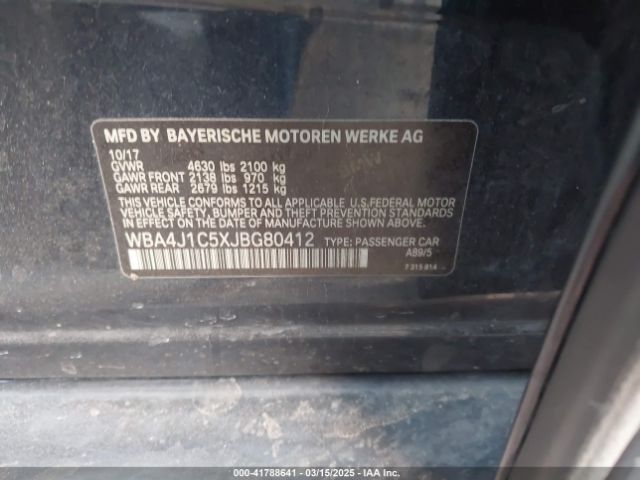 MFD BY BAYERISCHE MOTOREN WERKE AG
10/17
GVWR 4630 lbs 2100 kg
GAWR FRONT 2138 lbs 970 kg
GAWR REAR 2679 lbs 1215 kg
THIS VEHICLE CONFORMS TO ALL APPLICABLE U.S.FEDERAL MOTOR
VEHICLE SAFETY, BUMPER, AND THEFT PREVENTION STANDARDS
IN EFFECT ON THE DATE OF MANUFACTURE SHOWN ABOVE.
WBA4J1C5XJBG80412 TYPE: PASSENGER CAR
A89/5
7 315 814
000-41788641 / 03/15/2025 / IAA Inc.